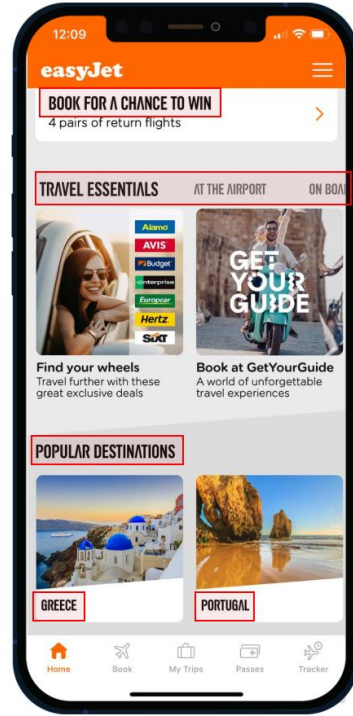 12:09
easyJet
BOOK FOR A CHANCE TO WIN
4 pairs of return flights
TRAVEL ESSENTIALS AT THE AIRPORT ON BOA
Alamo
AVIS
Budget
enterprise
Europcar
Hertz
SIXT
GET
YOUR
GUIDE
Find your wheels
Travel further with these
great exclusive deals
Book at GetYourGuide
A world of unforgettable
travel experiences
POPULAR DESTINATIONS
GREECE PORTUGAL
Home Book My Trips Passes Tracker